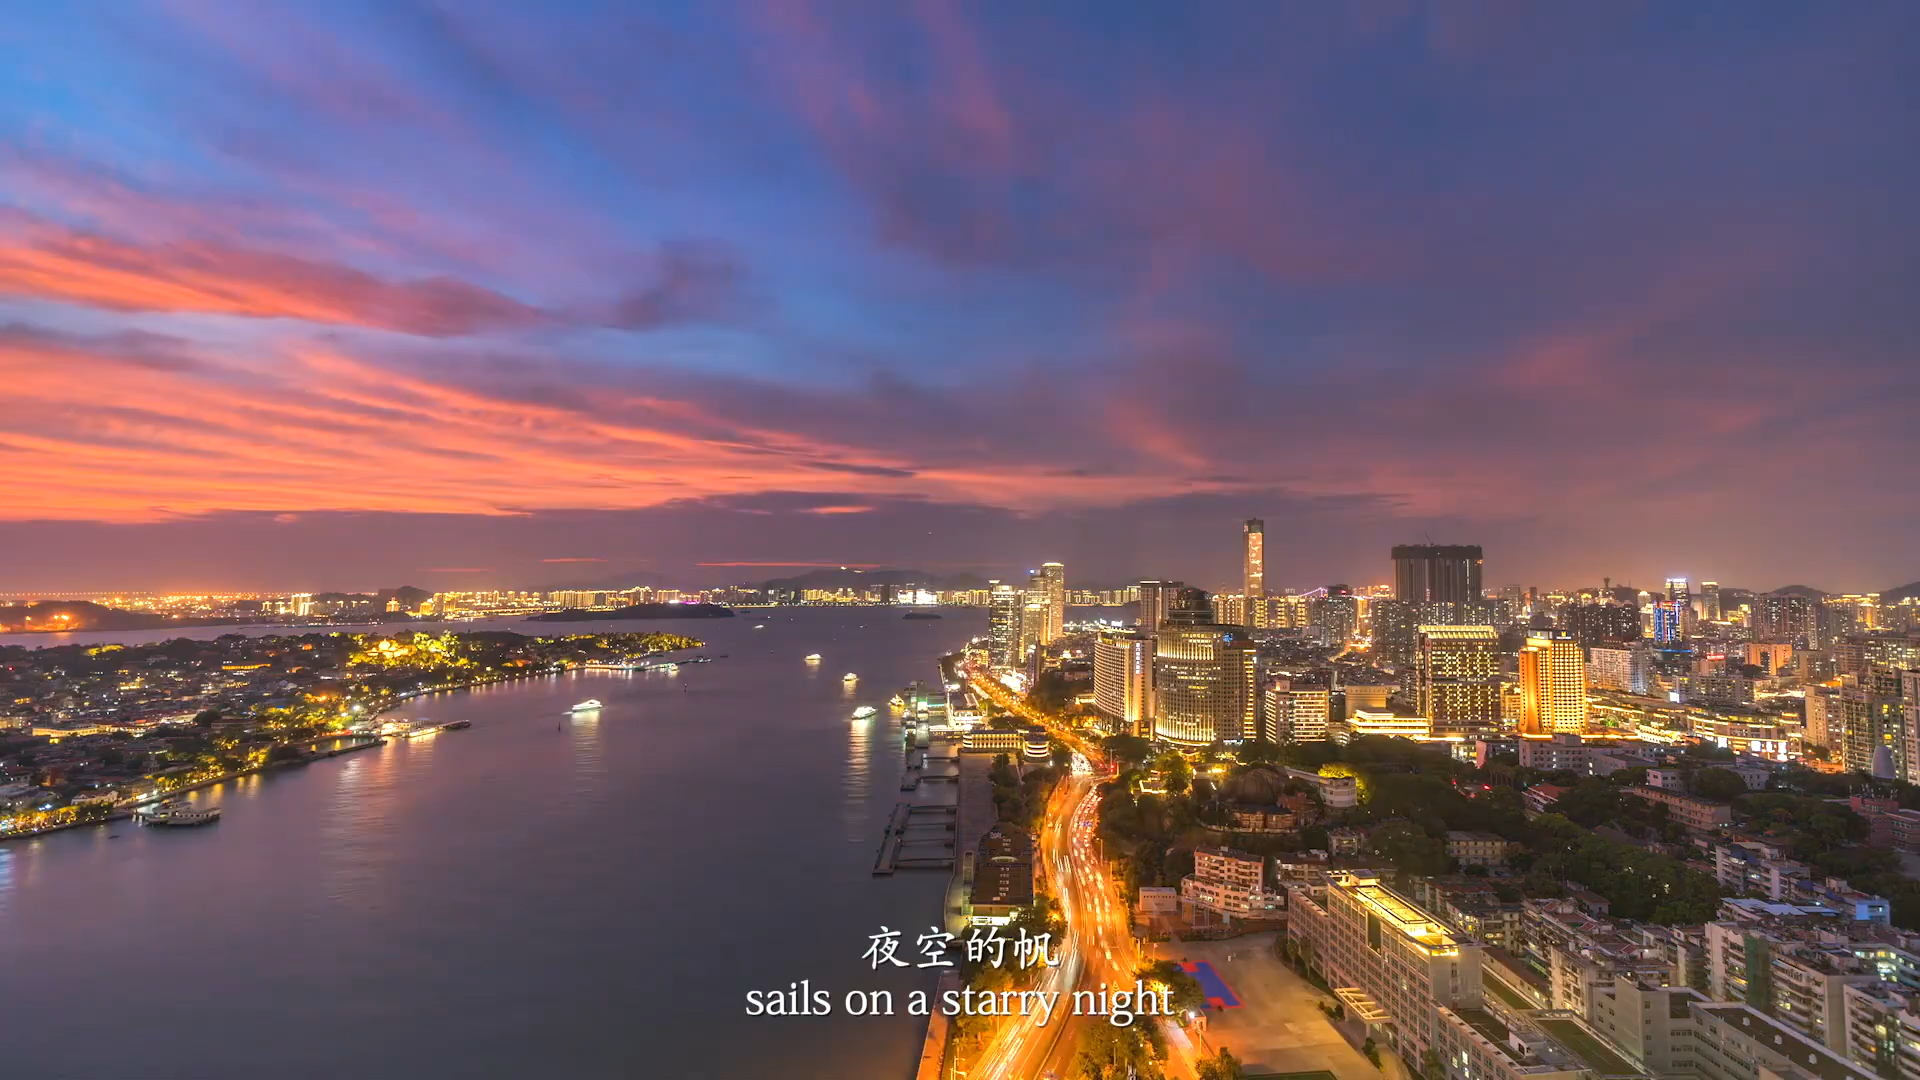 夜空的帆
sails on a starry night